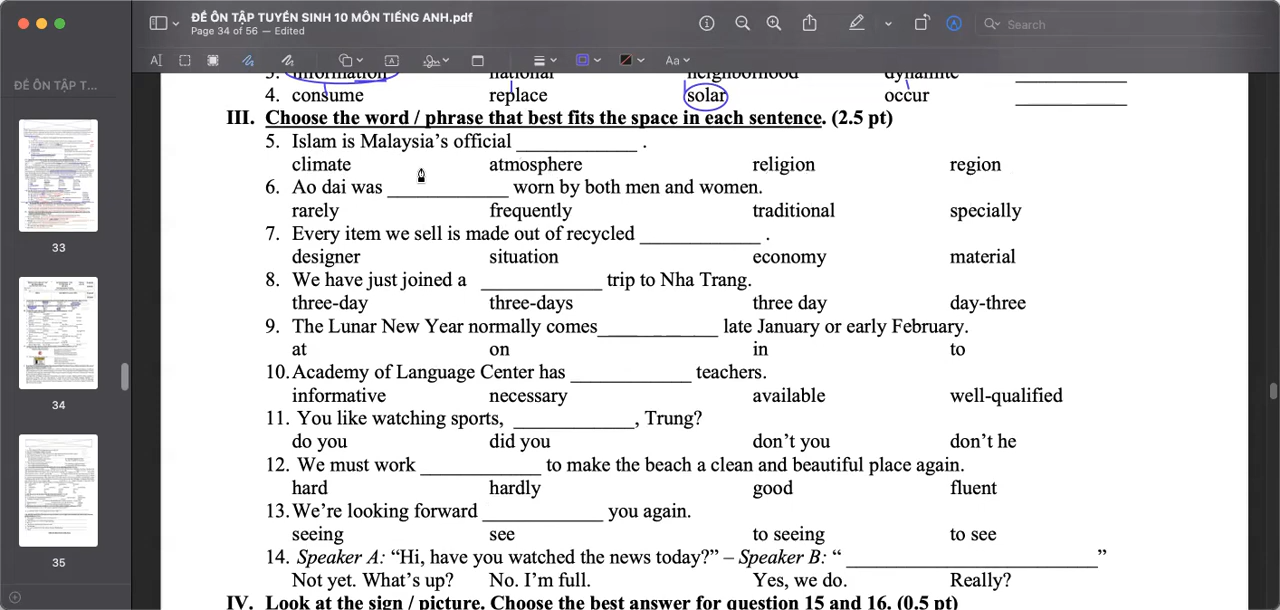 ĐỀ ÔN TẬP TUYỂN SINH 10 MÔN TIẾNG ANH.pdf
Page 34 of 56 — Edited
Search
Aa
ĐỀ ÔN TẬP T...
33
34
35
3. information national neighborhood dynamite
4. consume replace solar occur
III. Choose the word / phrase that best fits the space in each sentence. (2.5 pt)
5. Islam is Malaysia's official ____________ .
climate atmosphere religion region
6. Ao dai was ____________ worn by both men and women.
rarely frequently traditional specially
7. Every item we sell is made out of recycled ____________ .
designer situation economy material
8. We have just joined a ____________ trip to Nha Trang.
three-day three-days three day day-three
9. The Lunar New Year normally comes____________ late January or early February.
at on in to
10. Academy of Language Center has ____________ teachers.
informative necessary available well-qualified
11. You like watching sports, ____________, Trung?
do you did you don't you don't he
12. We must work ____________ to make the beach a clean and beautiful place again.
hard hardly good fluent
13. We're looking forward ____________ you again.
seeing see to seeing to see
14. Speaker A: “Hi, have you watched the news today?” – Speaker B: “ _________________________”
Not yet. What's up? No. I'm full. Yes, we do. Really?
IV. Look at the sign / picture. Choose the best answer for question 15 and 16. (0.5 pt)